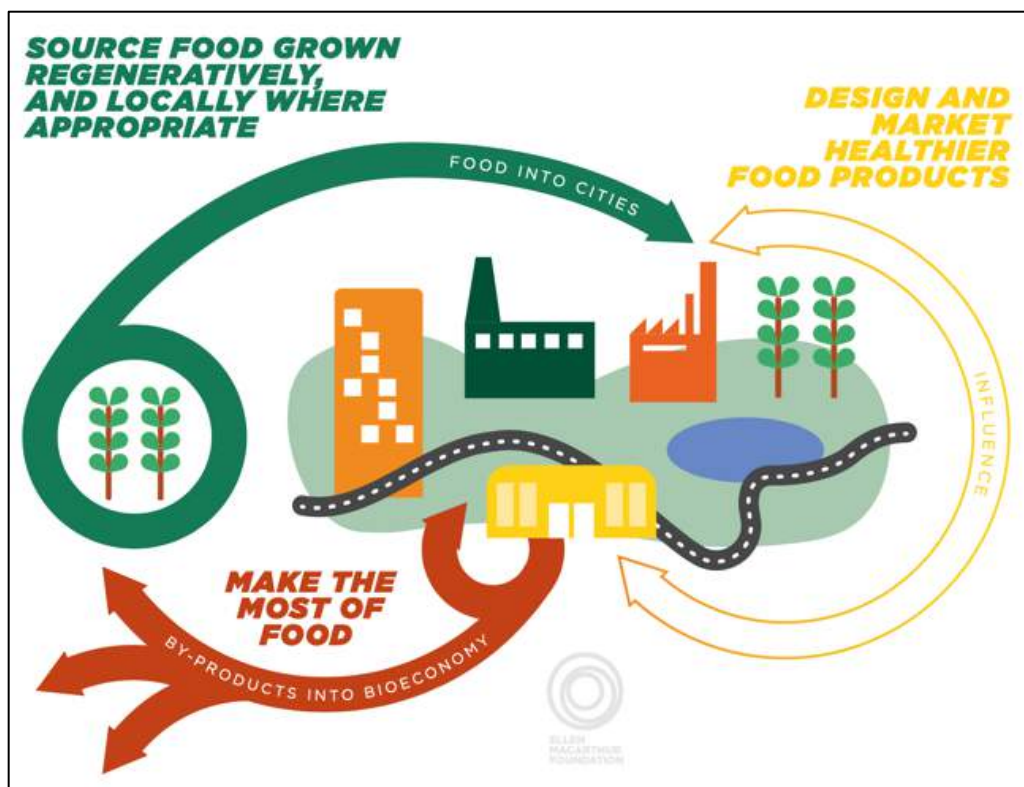 SOURCE FOOD GROWN
REGENERATIVELY,
AND LOCALLY WHERE
APPROPRIATE
DESIGN AND
MARKET
HEALTHIER
FOOD PRODUCTS
FOOD INTO CITIES
INFLUENCE
MAKE THE
MOST OF
FOOD
BY-PRODUCTS INTO BIOECONOMY
ELLEN
MACARTHUR
FOUNDATION